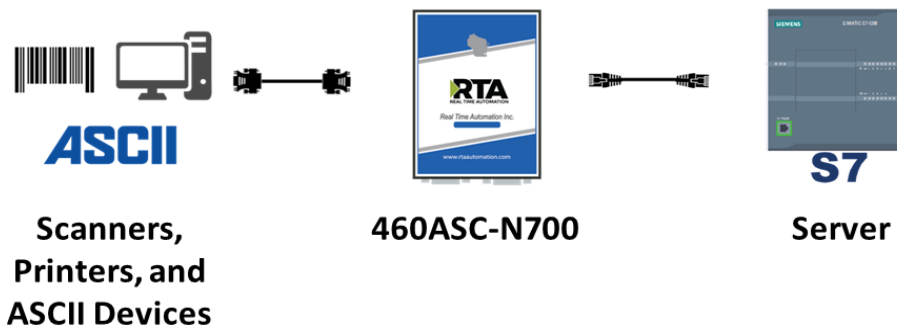 ASCII
RTA
REAL TIME AUTOMATION
Real Time Automation Inc.
www.rtaautomation.com
SIEMENS
S7
Scanners,
Printers, and
ASCII Devices
460ASC-N700
Server